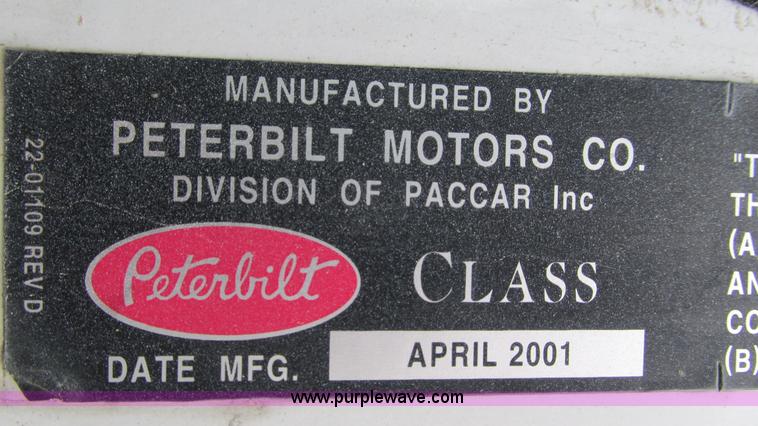 MANUFACTURED BY
PETERBILT MOTORS CO.
DIVISION OF PACCAR Inc
Peterbilt CLASS
DATE MFG. APRIL 2001
22-01109 REV D
"T
TH
(A
AN
CO
(B)
www.purplewave.com